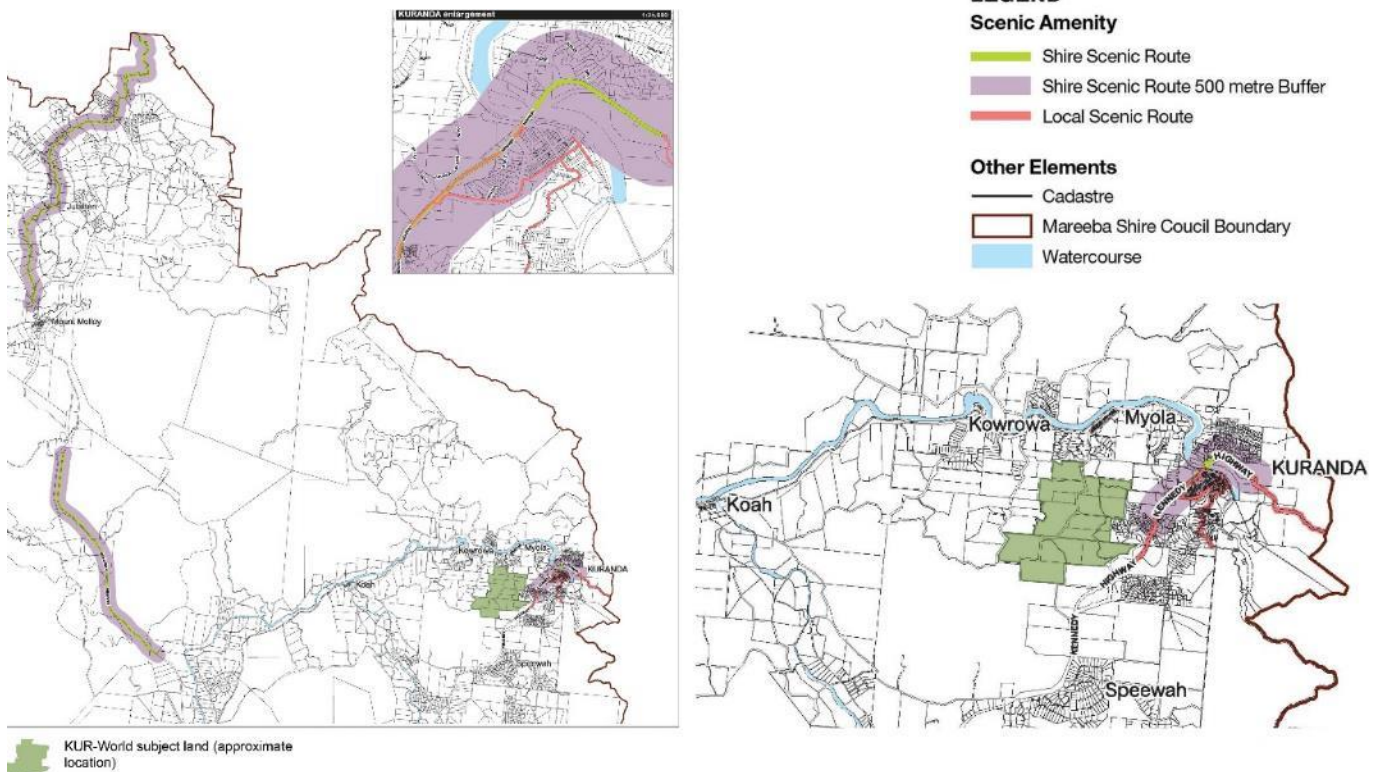 KURANDA enlargement
LEGEND
Scenic Amenity
Shire Scenic Route
Shire Scenic Route 500 metre Buffer
Local Scenic Route
Other Elements
Cadastre
Mareeba Shire Coucil Boundary
Watercourse
Julatten
Mount Molloy
Kowrowa
Myola
KURANDA
Koah
Speewah
Kowrowa
Myola
HIGHWAY
KURANDA
KENNEDY
Koah
HIGHWAY
KENNEDY
Speewah
KUR-World subject land (approximate
location)